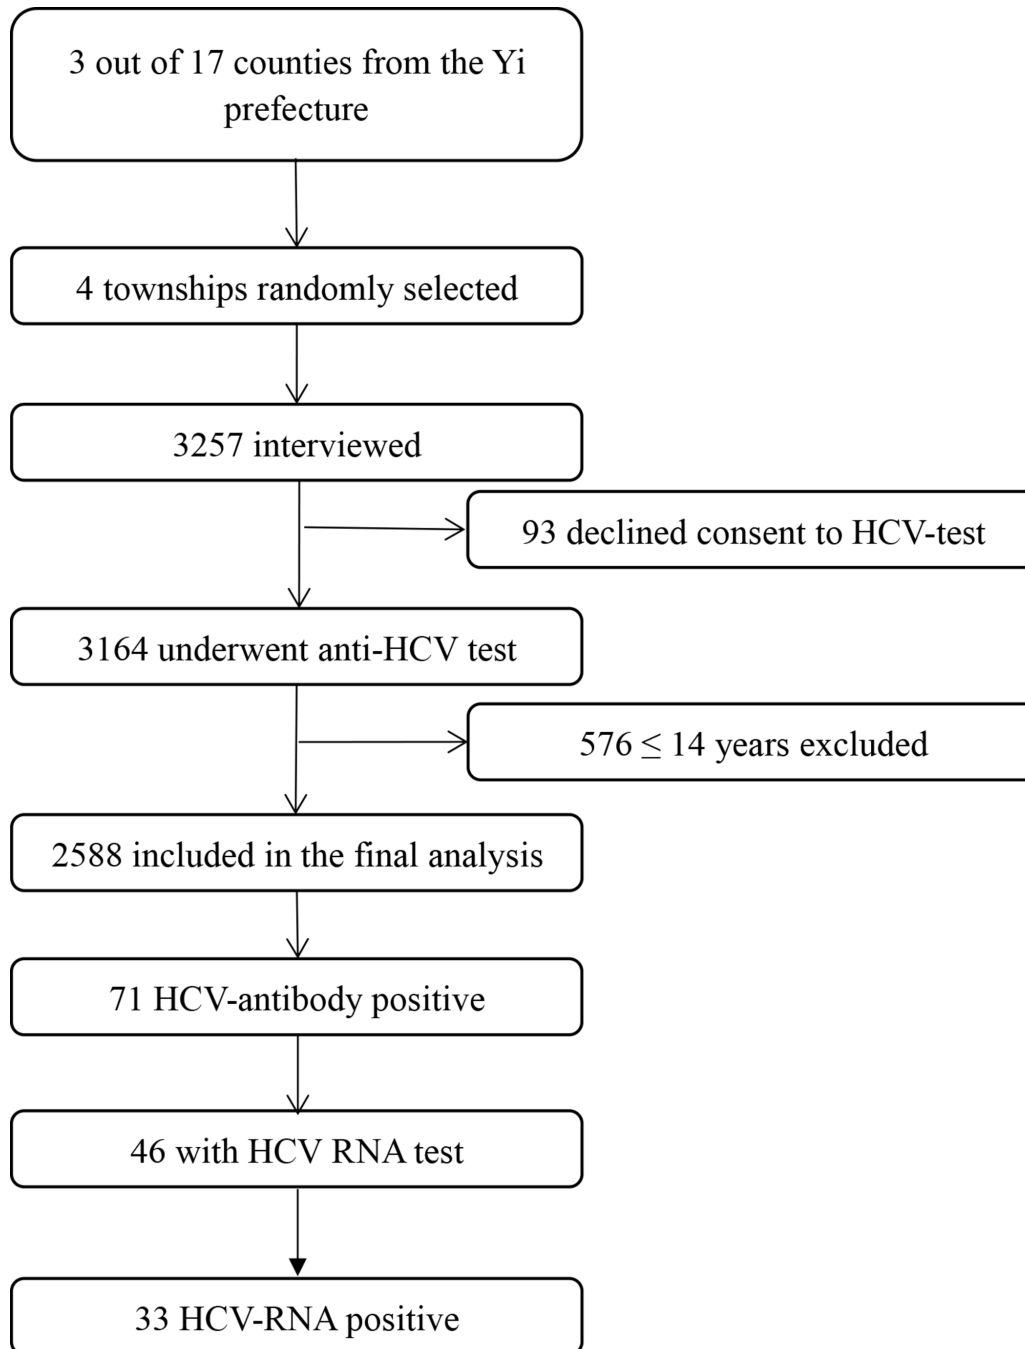 3 out of 17 counties from the Yi
prefecture
4 townships randomly selected
3257 interviewed
93 declined consent to HCV-test
3164 underwent anti-HCV test
576 ≤ 14 years excluded
2588 included in the final analysis
71 HCV-antibody positive
46 with HCV RNA test
33 HCV-RNA positive